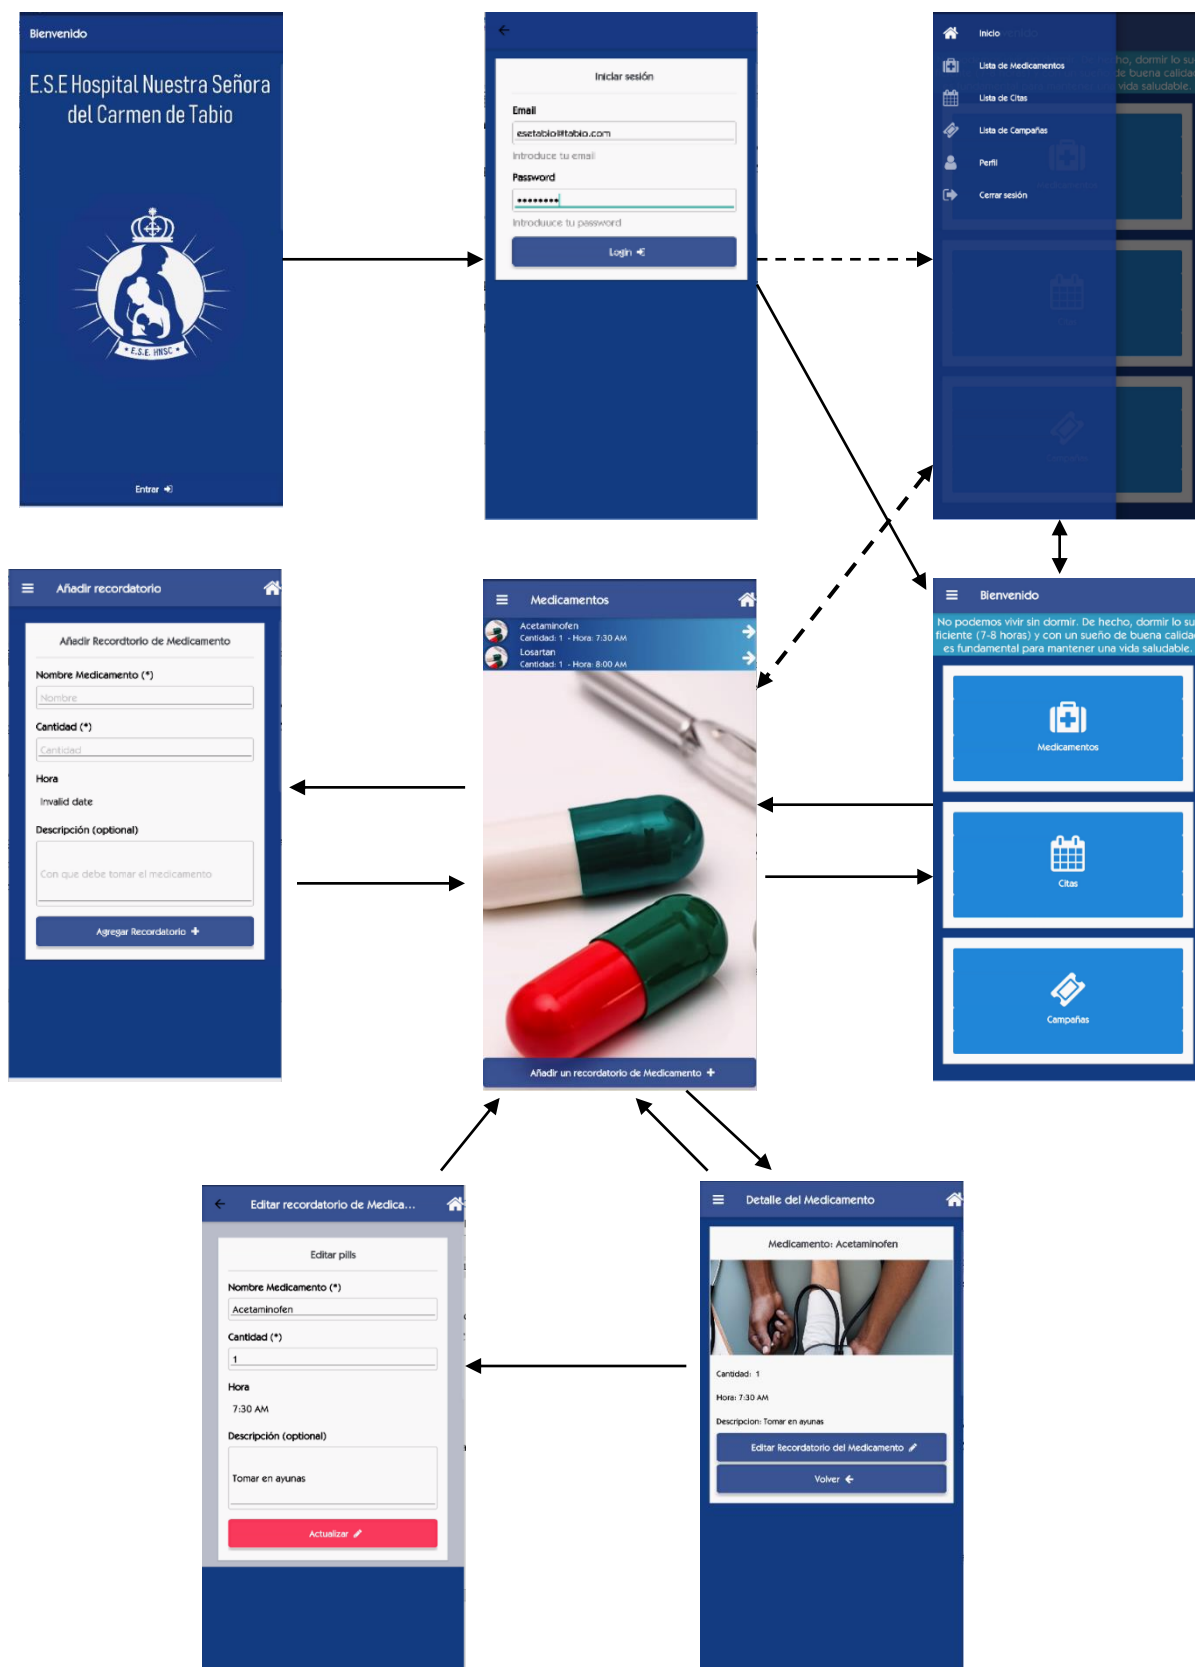 Bienvenido
E.S.E Hospital Nuestra Señora
del Carmen de Tabio
• E.S.E. HNSC •
Entrar
Iniciar sesión
Email
esetabio@tabio.com
Introduce tu email
Password
••••••••
Introduuce tu password
Login
Inicio
Lista de Medicamentos
Lista de Citas
Lista de Campañas
Perfil
Cerrar sesión
Añadir recordatorio
Añadir Recordtorio de Medicamento
Nombre Medicamento (*)
Nombre
Cantidad (*)
Cantidad
Hora
Invalid date
Descripción (optional)
Con que debe tomar el medicamento
Agregar Recordatorio +
Medicamentos
Acetaminofen
Cantidad: 1 - Hora: 7:30 AM
Losartan
Cantidad: 1 - Hora: 8:00 AM
Añadir un recordatorio de Medicamento +
Bienvenido
No podemos vivir sin dormir. De hecho, dormir lo su
ficiente (7-8 horas) y con un sueño de buena calidad
es fundamental para mantener una vida saludable.
Medicamentos
Citas
Campañas
Editar recordatorio de Medica...
Editar pills
Nombre Medicamento (*)
Acetaminofen
Cantidad (*)
1
Hora
7:30 AM
Descripción (optional)
Tomar en ayunas
Actualizar
Detalle del Medicamento
Medicamento: Acetaminofen
Cantidad: 1
Hora: 7:30 AM
Descripcion: Tomar en ayunas
Editar Recordatorio del Medicamento
Volver